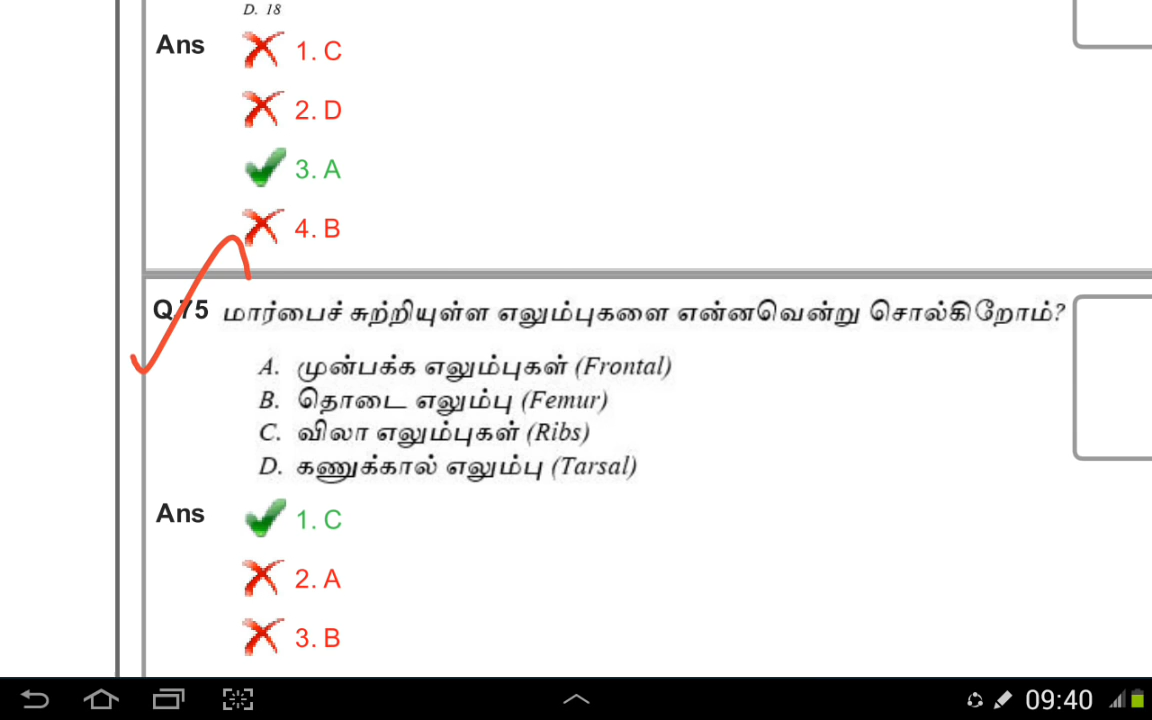 D. 18
Ans
1. C
2. D
3. A
4. B
Q.75 மார்பைச் சுற்றியுள்ள எலும்புகளை என்னவென்று சொல்கிறோம்?
A. முன்பக்க எலும்புகள் (Frontal)
B. தொடை எலும்பு (Femur)
C. விலா எலும்புகள் (Ribs)
D. கணுக்கால் எலும்பு (Tarsal)
Ans
1. C
2. A
3. B
09:40